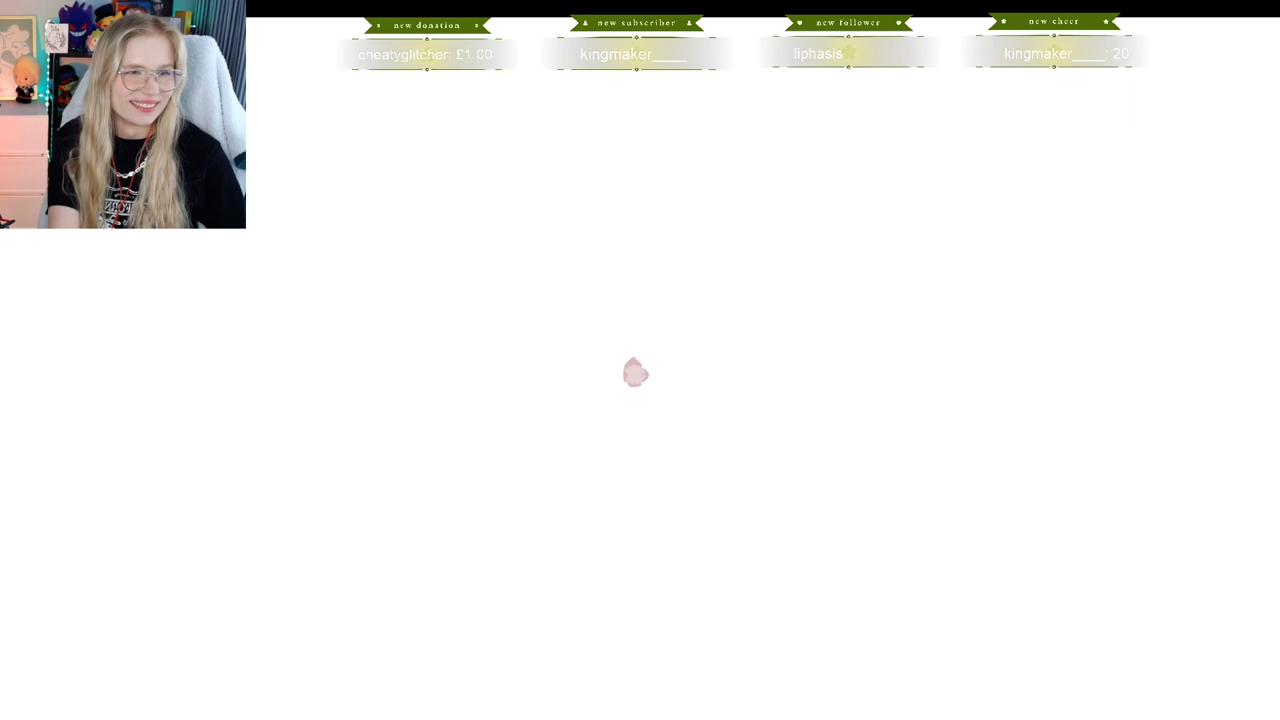 new donation
cheatyglitcher: £1.00
new subscriber
kingmaker_____
new follower
liphasis
new cheer
kingmaker_____: 20